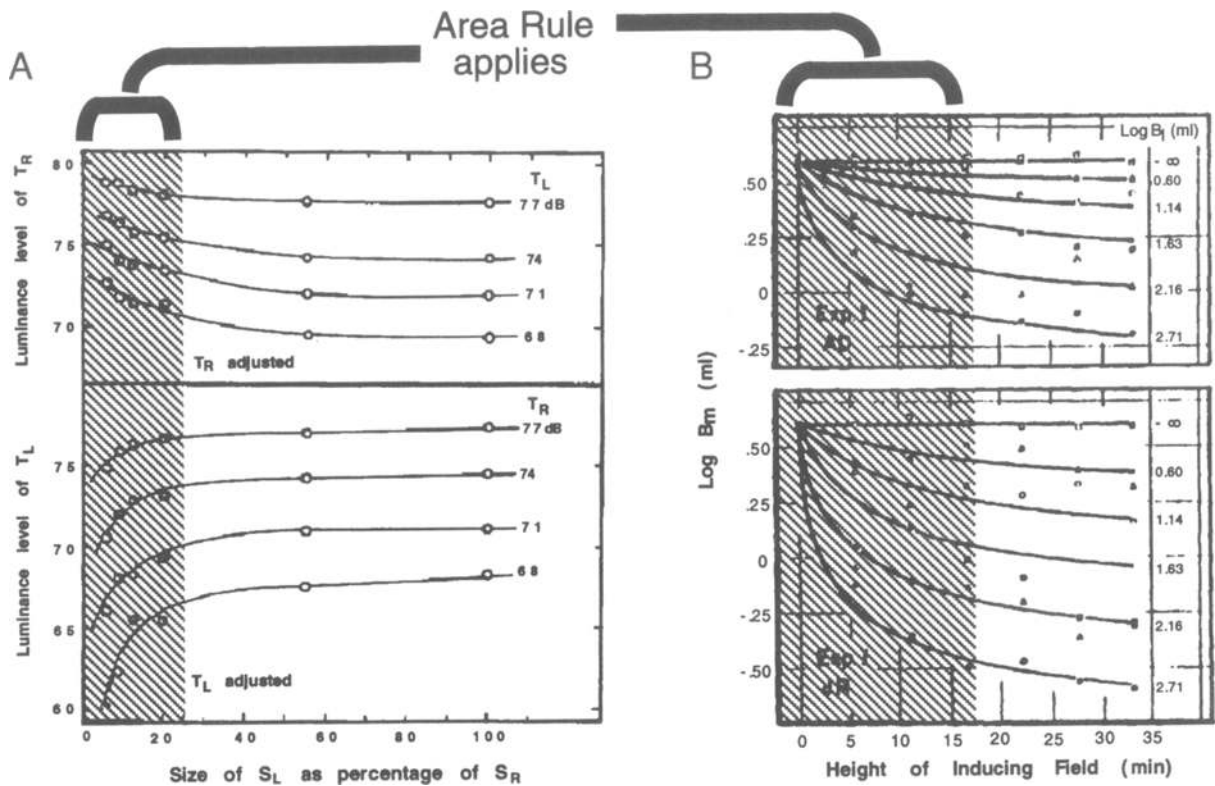 Area Rule
applies
A
80
75
70
Luminance level of T_R
T_L
77 dB
74
71
68
T_R adjusted
75
70
65
60
Luminance level of T_L
T_R
77 dB
74
71
68
T_L adjusted
0 20 40 60 80 100
Size of S_L as percentage of S_R
B
Log B_I (ml)
.50
.25
0
-.25
- ∞
0.60
1.14
1.63
2.16
2.71
Exp I
AD
Log B_m (ml)
.50
.25
0
-.25
-.50
- ∞
0.60
1.14
1.63
2.16
2.71
Exp I
0 5 10 15 20 25 30 35
Height of Inducing Field (min)